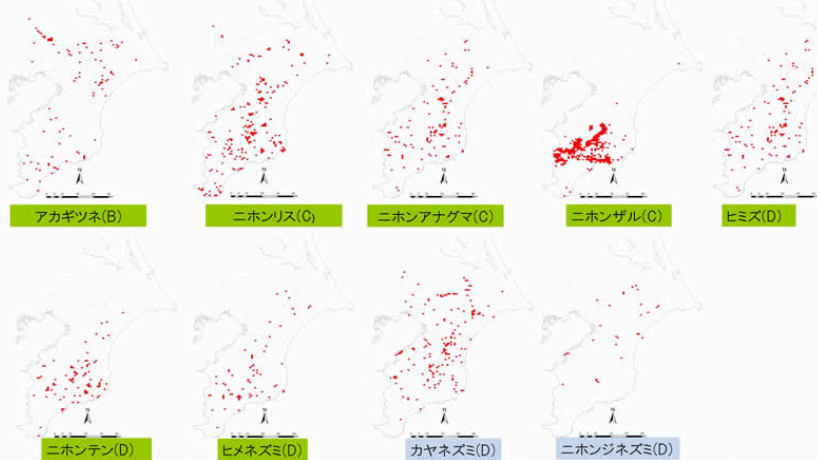 アカギツネ(B)
ニホンリス(C)
ニホンアナグマ(C)
ニホンザル(C)
ヒミズ(D)
ニホンテン(D)
ヒメネズミ(D)
カヤネズミ(D)
ニホンジネズミ(D)